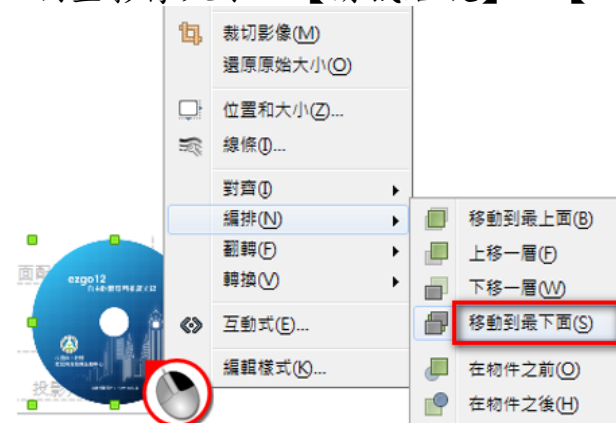 裁切影像(M)
還原原始大小(O)
位置和大小(Z)...
線條(I)...
對齊(I)
編排(N)
翻轉(F)
轉換(V)
互動式(E)...
編輯樣式(K)...
移動到最上面(B)
上移一層(F)
下移一層(W)
移動到最下面(S)
在物件之前(O)
在物件之後(H)
ezgo12